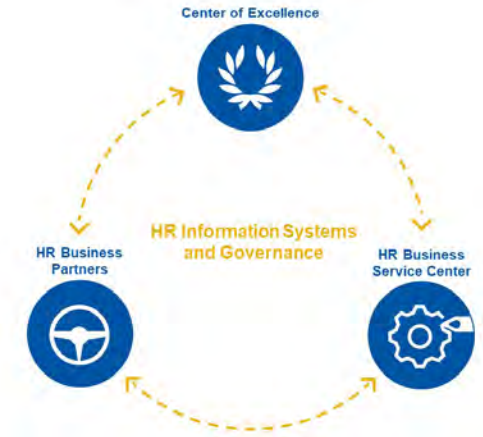 Center of Excellence
HR Information Systems
and Governance
HR Business
Partners
HR Business
Service Center